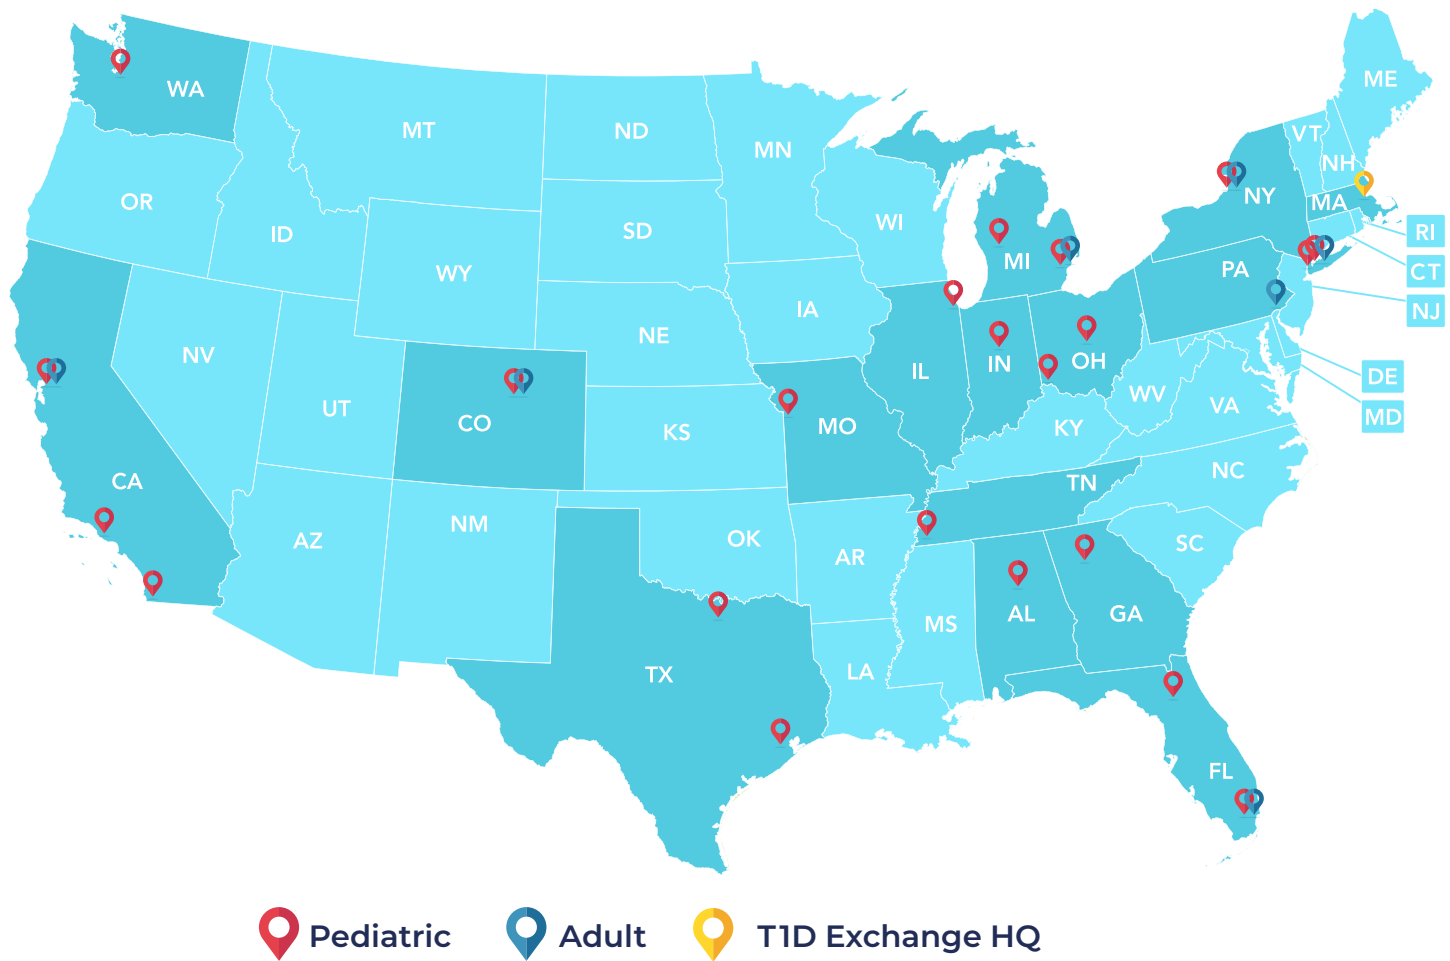 WA
MT
ND
MN
ME
VT
NH
OR
ID
SD
WI
NY
MA
RI
WY
MI
PA
CT
NJ
IA
NV
NE
IN
OH
IL
DE
UT
CO
KS
MO
KY
WV
VA
MD
CA
NC
TN
AZ
NM
OK
AR
SC
MS
AL
GA
TX
LA
FL
Pediatric
Adult
T1D Exchange HQ